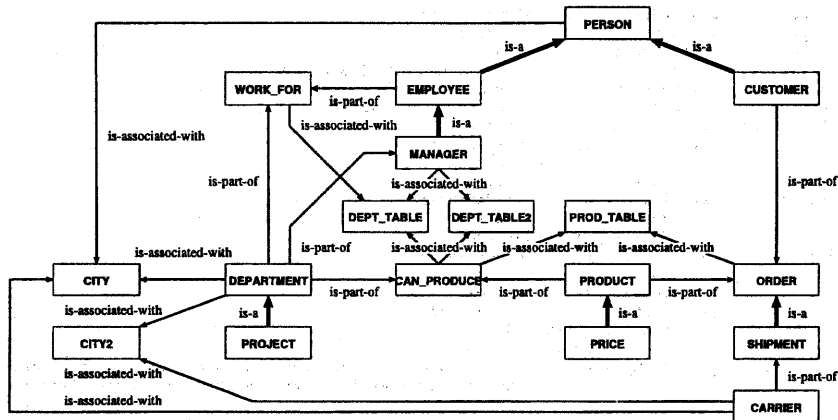 PERSON
is-a
is-a
WORK_FOR
EMPLOYEE
CUSTOMER
is-part-of
is-associated-with
is-a
is-associated-with
MANAGER
is-part-of
is-associated-with
is-part-of
DEPT_TABLE
DEPT_TABLE2
PROD_TABLE
is-associated-with
is-part-of
is-associated-with
is-associated-with
is-associated-with
CITY
DEPARTMENT
CAN_PRODUCE
PRODUCT
ORDER
is-part-of
is-part-of
is-part-of
is-associated-with
is-a
is-a
is-a
CITY2
PROJECT
PRICE
SHIPMENT
is-associated-with
is-part-of
is-associated-with
CARRIER